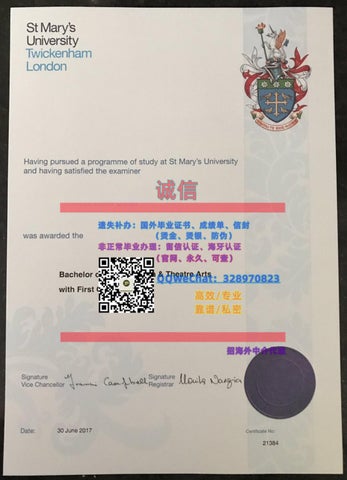 St Mary's
University
Twickenham
London
Having pursued a programme of study at St Mary's University
and having satisfied the examiner
诚信
遗失补办：国外毕业证书、成绩单、信封
was awarded the
（烫金、烫银、防伪）
非正常毕业办理：留信认证、海牙认证
（官网、永久、可查）
Bachelor & Theatre Arts
QQWeChat：328970823
with First
高效/专业
靠谱/私密
招海外中介代理
Signature
Vice Chancellor
Signature
Registrar
Date: 30 June 2017
Certificate No:
21384